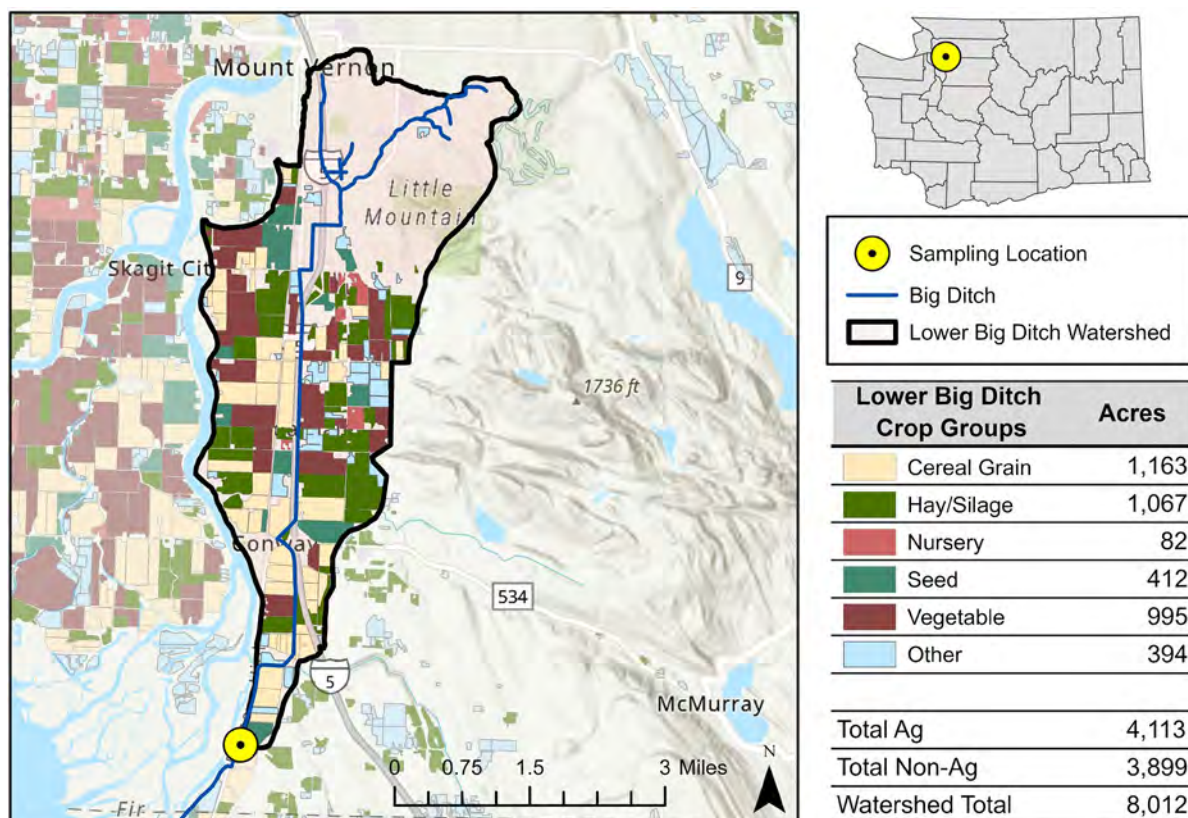 Mount Vernon
5
Little
Mountain
Skagit City
9
1736 ft
Conway
534
5
McMurray
0 0.75 1.5 3 Miles
N
Fir
Sampling Location
Big Ditch
Lower Big Ditch Watershed
Lower Big Ditch
Crop Groups Acres
Cereal Grain 1,163
Hay/Silage 1,067
Nursery 82
Seed 412
Vegetable 995
Other 394
Total Ag 4,113
Total Non-Ag 3,899
Watershed Total 8,012